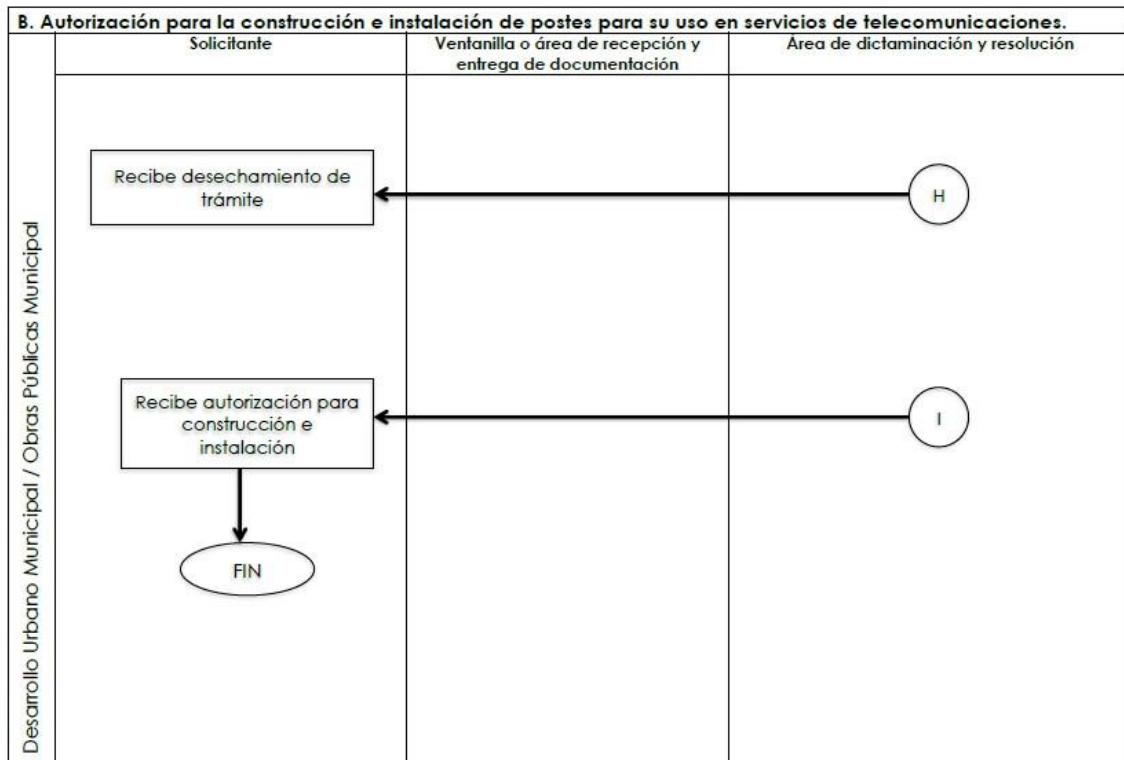 B. Autorización para la construcción e instalación de postes para su uso en servicios de telecomunicaciones.
Solicitante
Ventanilla o área de recepción y
entrega de documentación
Área de dictaminación y resolución
Desarrollo Urbano Municipal / Obras Públicas Municipal
Recibe desechamiento de
trámite
H
Recibe autorización para
construcción e
instalación
I
FIN